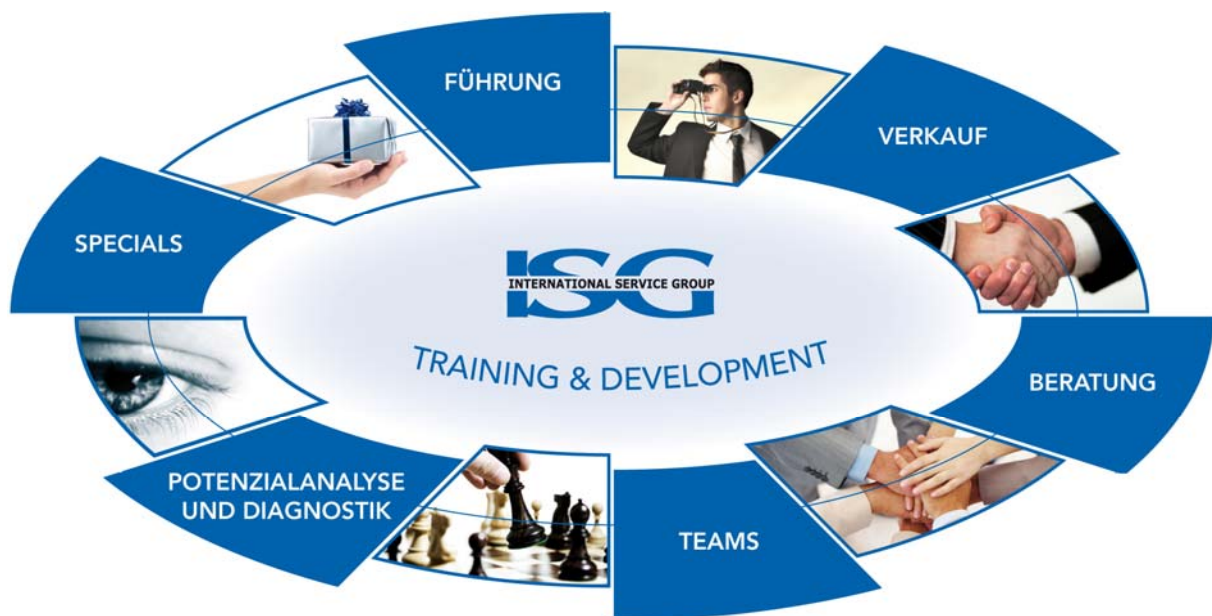 FÜHRUNG
VERKAUF
SPECIALS
ISG
INTERNATIONAL SERVICE GROUP
TRAINING & DEVELOPMENT
BERATUNG
POTENZIALANALYSE
UND DIAGNOSTIK
TEAMS